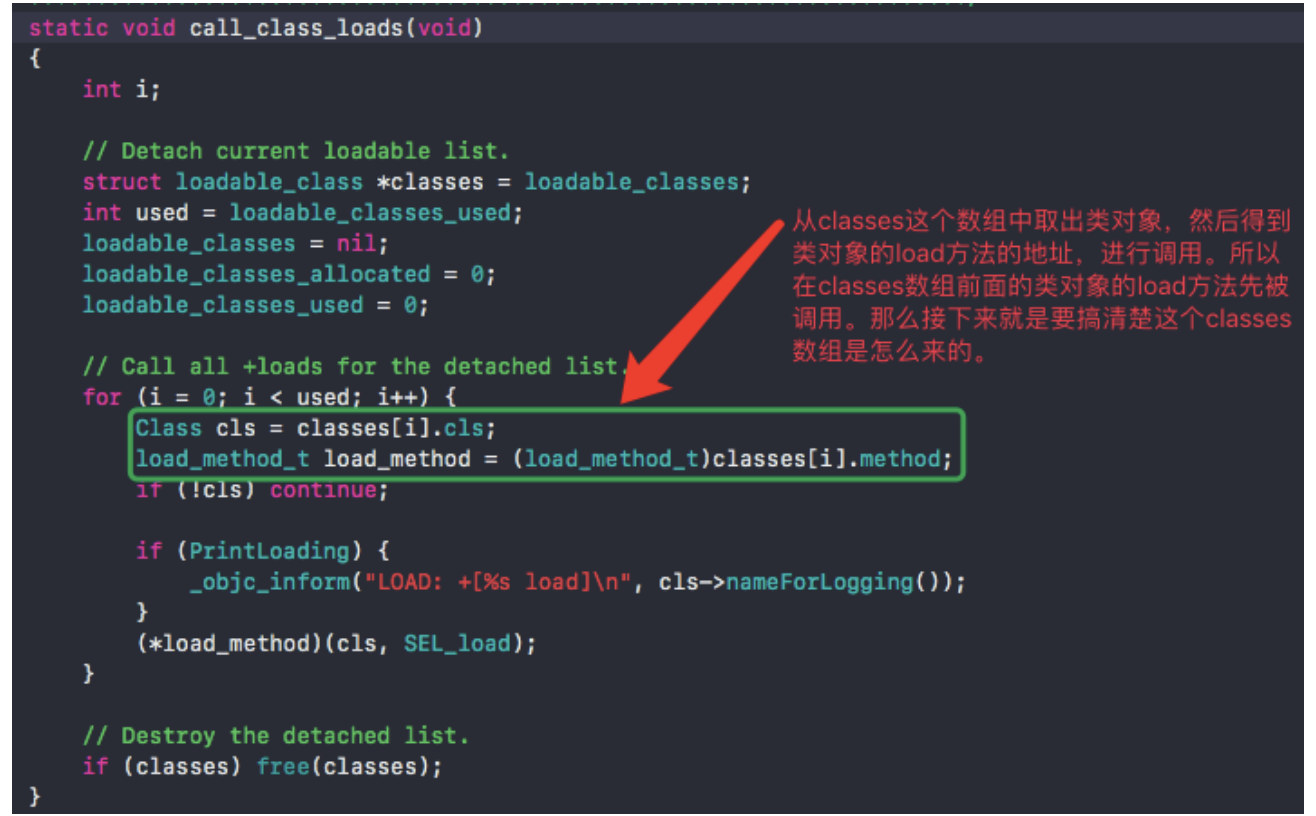 static void call_class_loads(void)
{
    int i;
    // Detach current loadable list.
    struct loadable_class *classes = loadable_classes;
    int used = loadable_classes_used;
    loadable_classes = nil;
    loadable_classes_allocated = 0;
    loadable_classes_used = 0;
从classes这个数组中取出类对象，然后得到
类对象的load方法的地址，进行调用。所以
在classes数组前面的类对象的load方法先被
调用。那么接下来就是要搞清楚这个classes
数组是怎么来的。
    // Call all +loads for the detached list.
    for (i = 0; i < used; i++) {
        Class cls = classes[i].cls;
        load_method_t load_method = (load_method_t)classes[i].method;
        if (!cls) continue;
        if (PrintLoading) {
            _objc_inform("LOAD: +[%s load]\n", cls->nameForLogging());
        }
        (*load_method)(cls, SEL_load);
    }
    // Destroy the detached list.
    if (classes) free(classes);
}